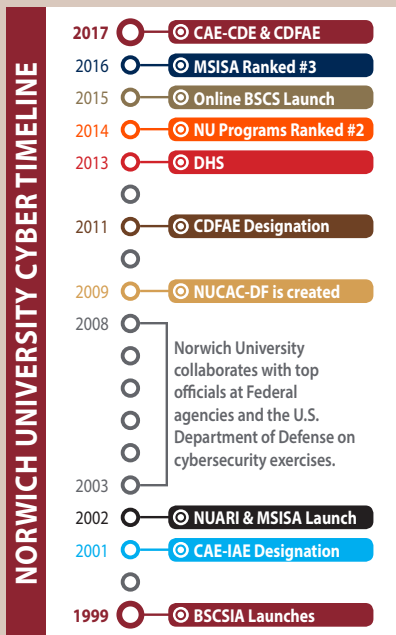 NORWICH UNIVERSITY CYBER TIMELINE
2017 CAE-CDE & CDFAE
2016 MSISA Ranked #3
2015 Online BSCS Launch
2014 NU Programs Ranked #2
2013 DHS
2011 CDFAE Designation
2009 NUCAC-DF is created
2008
Norwich University
collaborates with top
officials at Federal
agencies and the U.S.
Department of Defense on
cybersecurity exercises.
2003
2002 NUARI & MSISA Launch
2001 CAE-IAE Designation
1999 BSCSIA Launches